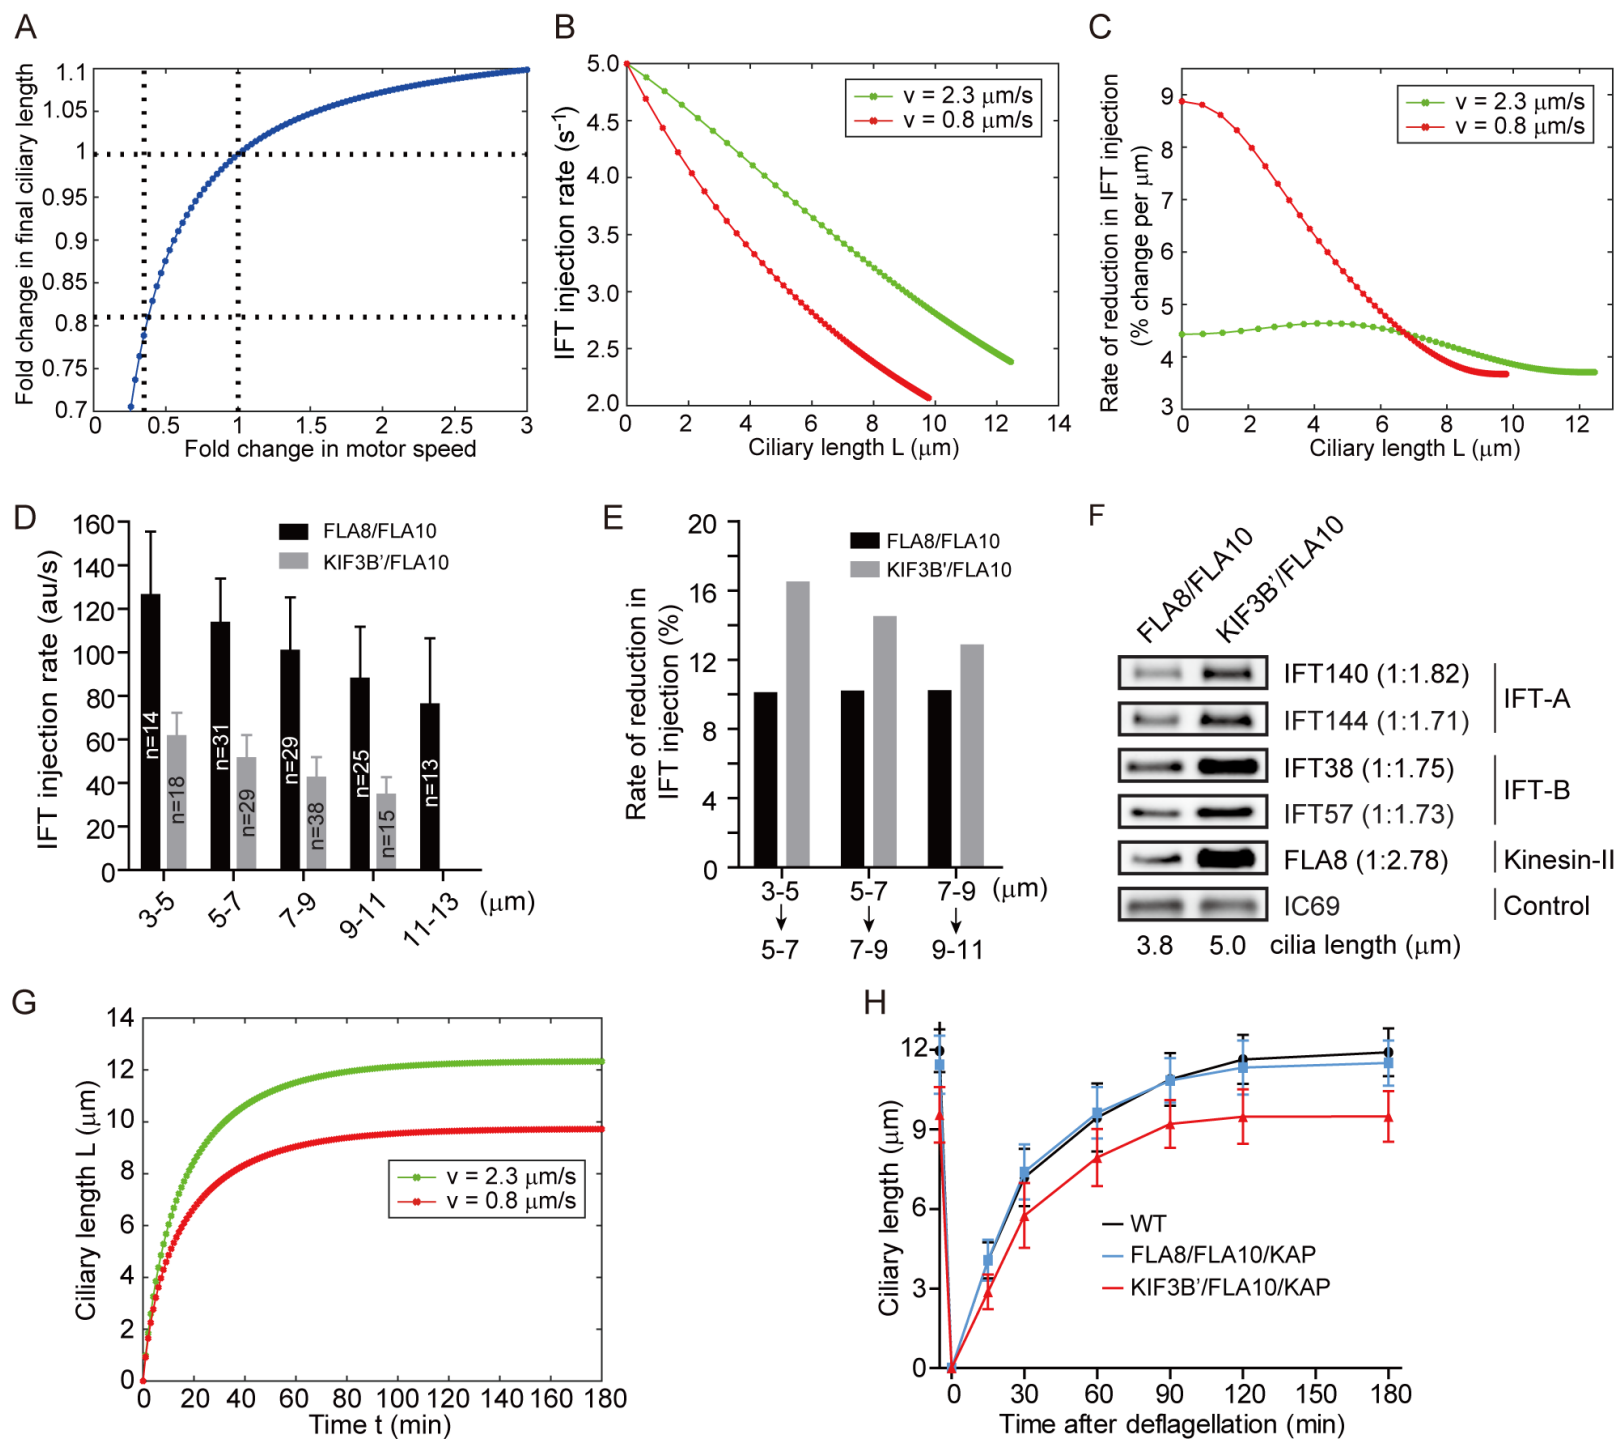 A
Fold change in final ciliary length
1.1
1.05
1
0.95
0.9
0.85
0.8
0.75
0.7
0
0.5
1.0
1.5
2
2.5
3
Fold change in motor speed
B
IFT injection rate (s⁻¹)
5.0
4.5
4.0
3.5
3.0
2.5
2.0
v = 2.3 μm/s
v = 0.8 μm/s
0
2
4
6
8
10
12
14
Ciliary length L (μm)
C
Rate of reduction in IFT injection
(% change per μm)
9
8
7
6
5
4
3
v = 2.3 μm/s
v = 0.8 μm/s
0
2
4
6
8
10
12
Ciliary length L (μm)
D
IFT injection rate (au/s)
160
140
120
100
80
60
40
20
0
FLA8/FLA10
KIF3B'/FLA10
n=14
n=18
n=31
n=29
n=29
n=38
n=25
n=15
n=13
3-5
5-7
7-9
9-11
11-13
(μm)
E
Rate of reduction in
IFT injection (%)
20
16
12
8
4
0
FLA8/FLA10
KIF3B'/FLA10
3-5
5-7
7-9
(μm)
5-7
7-9
9-11
F
FLA8/FLA10
KIF3B'/FLA10
IFT140 (1:1.82)
IFT144 (1:1.71)
IFT-A
IFT38 (1:1.75)
IFT57 (1:1.73)
IFT-B
FLA8 (1:2.78)
Kinesin-II
IC69
Control
3.8
5.0
cilia length (μm)
G
Ciliary length L (μm)
14
12
10
8
6
4
2
0
v = 2.3 μm/s
v = 0.8 μm/s
0
20
40
60
80
100
120
140
160
180
Time t (min)
H
Ciliary length (μm)
12
9
6
3
0
WT
FLA8/FLA10/KAP
KIF3B'/FLA10/KAP
0
30
60
90
120
150
180
Time after deflagellation (min)